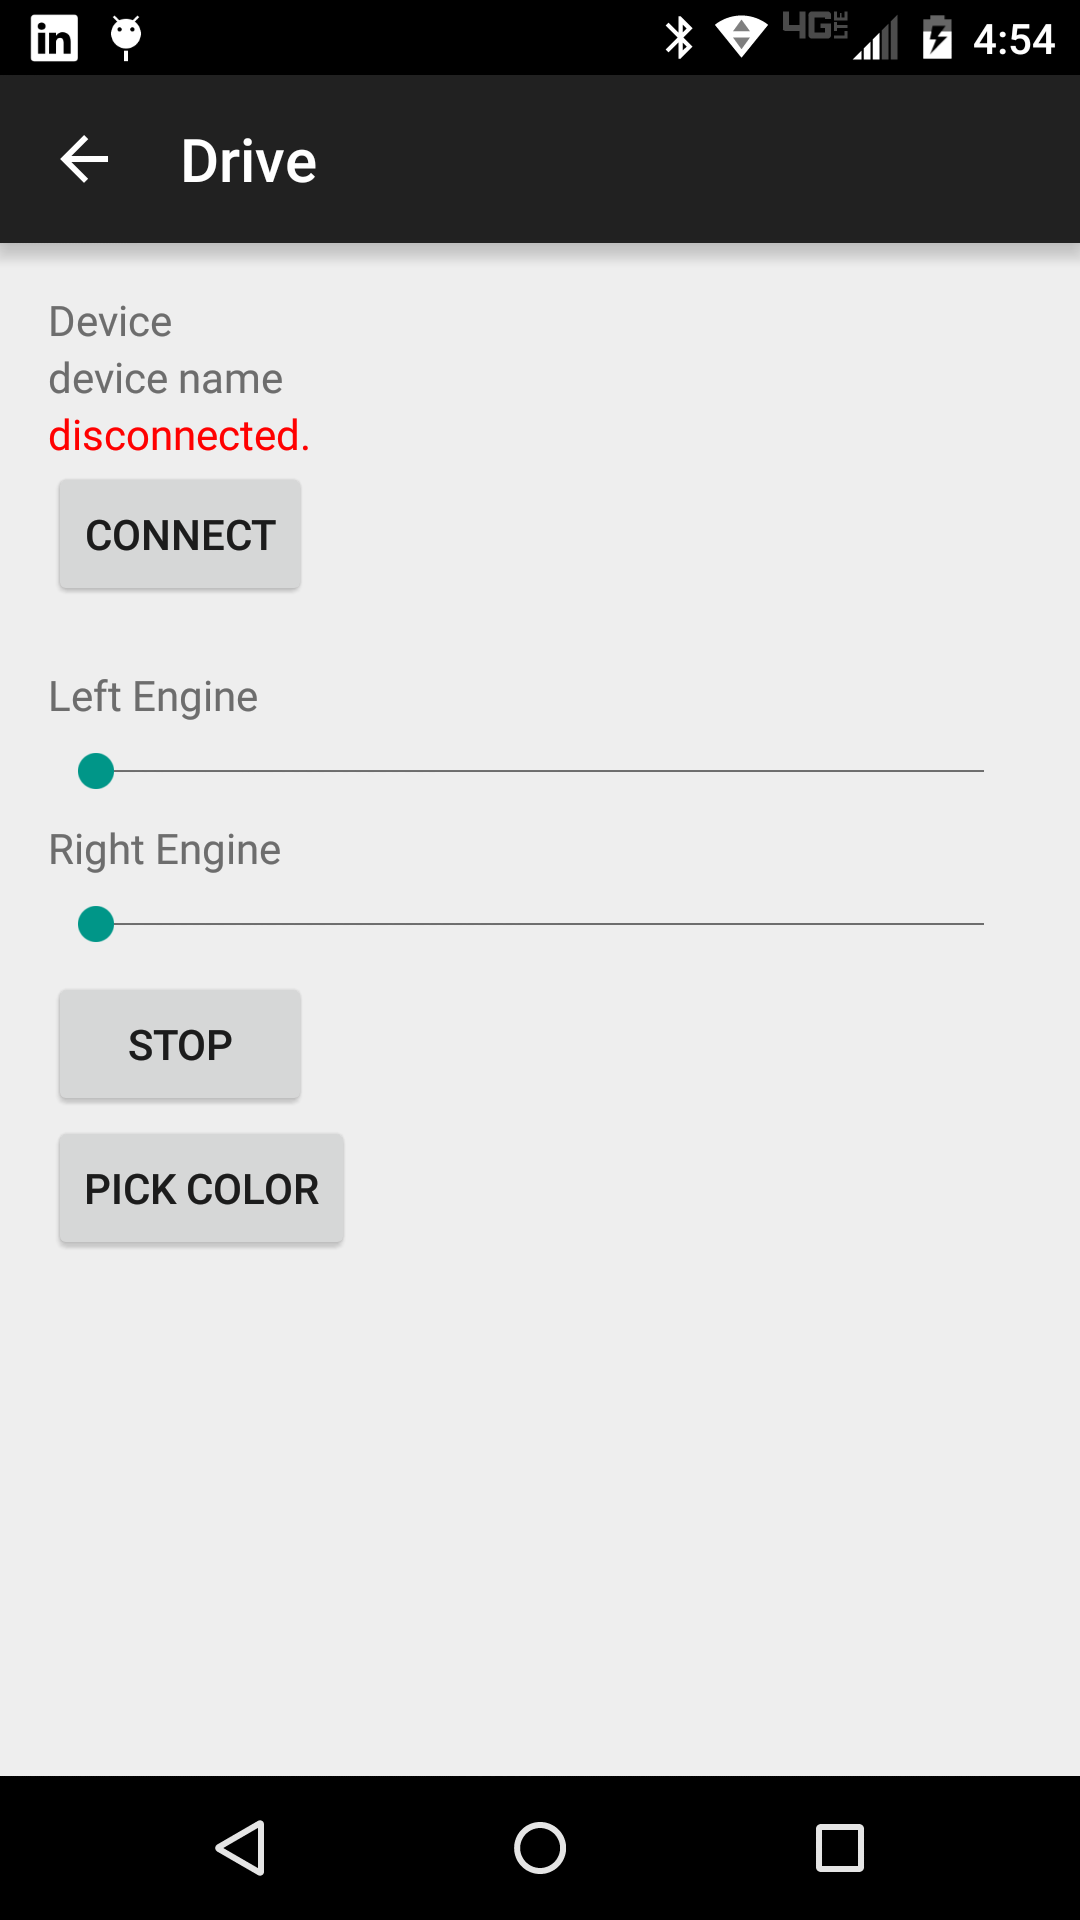 in 4G LTE 4:54
Drive
Device
device name
disconnected.
CONNECT
Left Engine
Right Engine
STOP
PICK COLOR